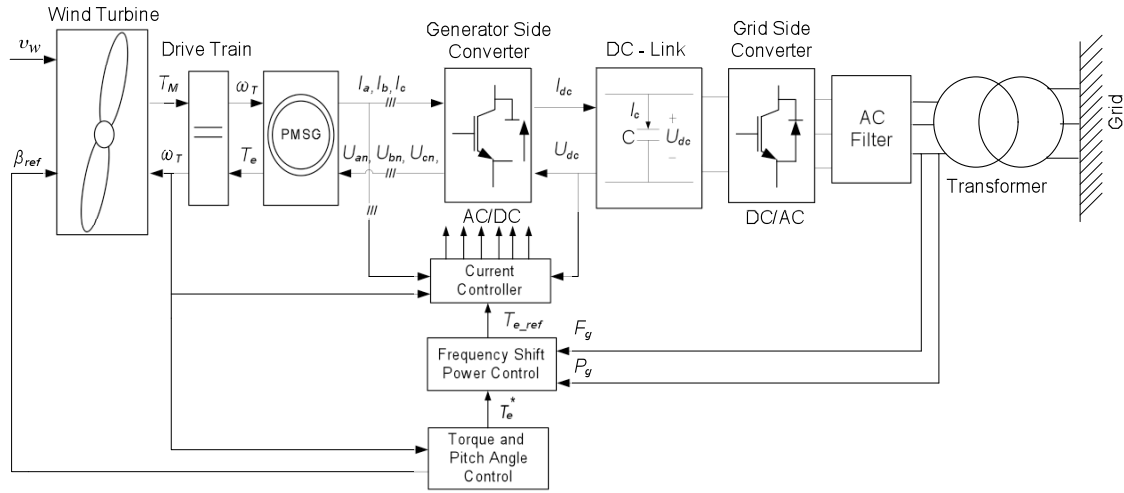 Wind Turbine
υ_W
β_ref
Drive Train
T_M
ω_T
ω_T
T_e
PMSG
I_a, I_b, I_c
U_an, U_bn, U_cn,
Generator Side
Converter
AC/DC
I_dc
U_dc
DC - Link
I_c
C
+
U_dc
−
Grid Side
Converter
DC/AC
AC
Filter
Transformer
Grid
Current
Controller
T_e_ref
Frequency Shift
Power Control
F_g
P_g
T_e^*
Torque and
Pitch Angle
Control